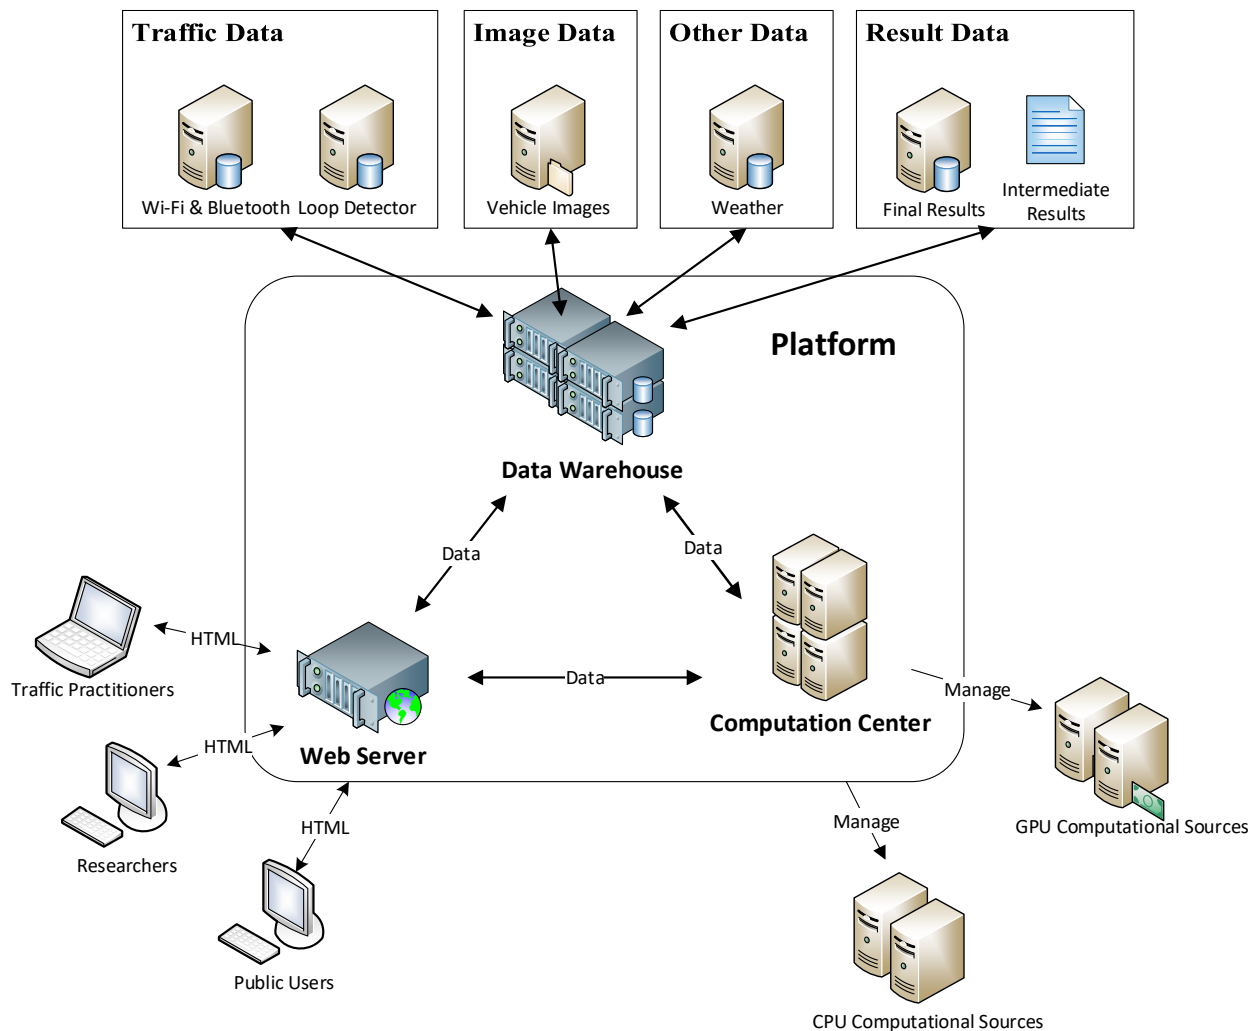 Traffic Data
Image Data
Other Data
Result Data
Wi-Fi & Bluetooth
Loop Detector
Vehicle Images
Weather
Final Results
Intermediate
Results
Platform
Data Warehouse
Data
Data
HTML
Traffic Practitioners
Data
Manage
Computation Center
HTML
Web Server
HTML
Manage
GPU Computational Sources
Researchers
Public Users
CPU Computational Sources